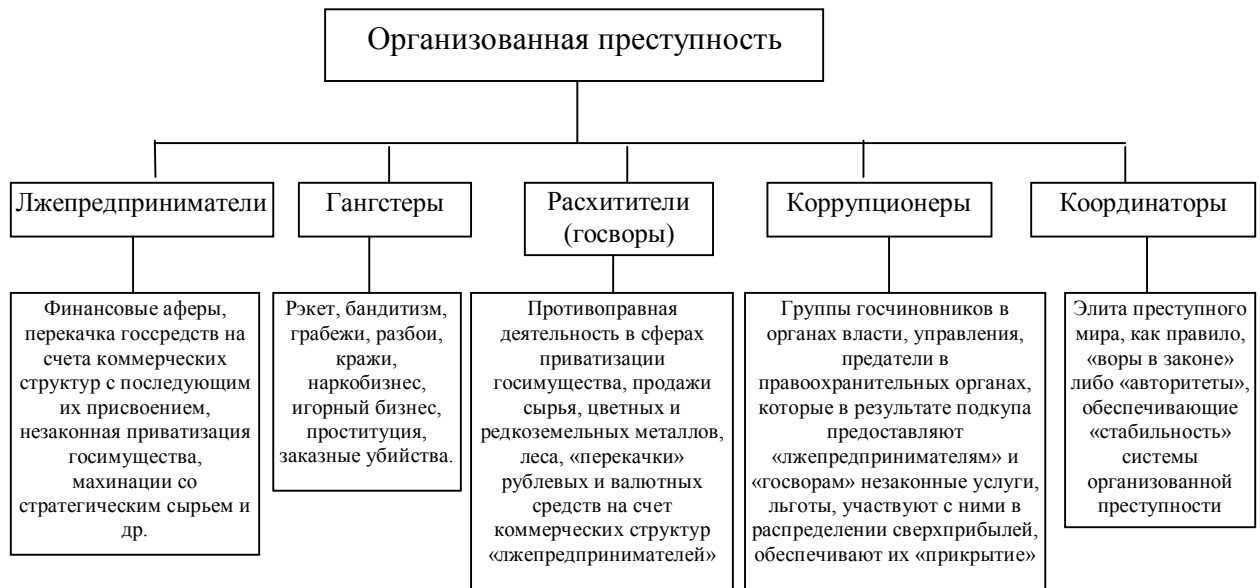 Организованная преступность
Лжепредприниматели
Гангстеры
Расхитители
(госворы)
Коррупционеры
Координаторы
Финансовые аферы,
перекачка госсредств на
счета коммерческих
структур с последующим
их присвоением,
незаконная приватизация
госимущества,
махинации со
стратегическим сырьем и
др.
Рэкет, бандитизм,
грабежи, разбои,
кражи,
наркобизнес,
игорный бизнес,
проституция,
заказные убийства.
Противоправная
деятельность в сферах
приватизации
госимущества, продажи
сырья, цветных и
редкоземельных металлов,
леса, «перекачки»
рублевых и валютных
средств на счет
коммерческих структур
«лжепредпринимателей»
Группы госчиновников в
органах власти, управления,
предатели в
правоохранительных органах,
которые в результате подкупа
предоставляют
«лжепредпринимателям» и
«госворам» незаконные услуги,
льготы, участвуют с ними в
распределении сверхприбылей,
обеспечивают их «прикрытие»
Элита преступного
мира, как правило,
«воры в законе»
либо «авторитеты»,
обеспечивающие
«стабильность»
системы
организованной
преступности